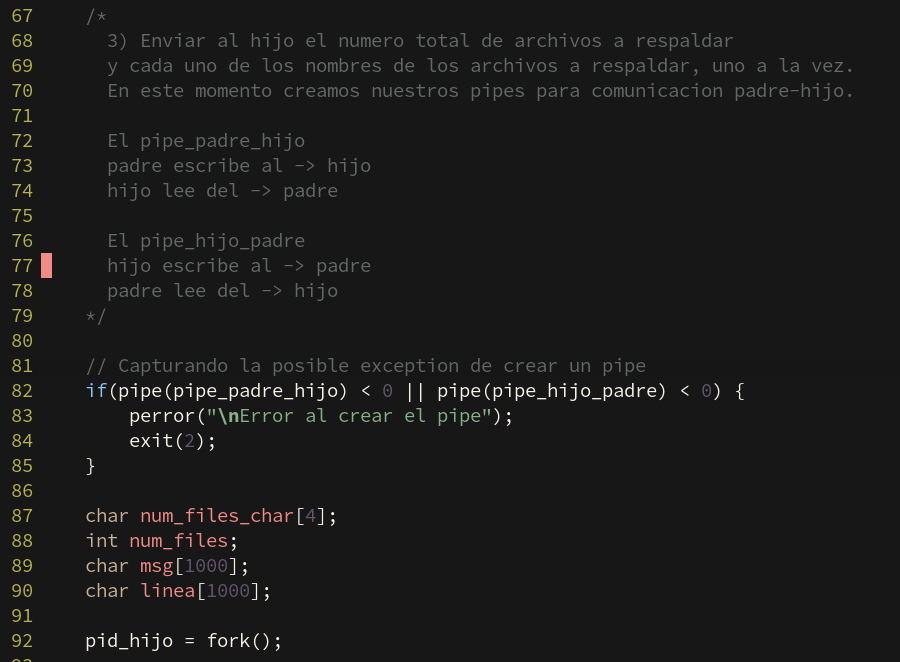 67 /*
68 3) Enviar al hijo el numero total de archivos a respaldar
69 y cada uno de los nombres de los archivos a respaldar, uno a la vez.
70 En este momento creamos nuestros pipes para comunicacion padre-hijo.
71
72 El pipe_padre_hijo
73 padre escribe al -> hijo
74 hijo lee del -> padre
75
76 El pipe_hijo_padre
77 hijo escribe al -> padre
78 padre lee del -> hijo
79 */
80
81 // Capturando la posible exception de crear un pipe
82 if(pipe(pipe_padre_hijo) < 0 || pipe(pipe_hijo_padre) < 0) {
83 perror("\nError al crear el pipe");
84 exit(2);
85 }
86
87 char num_files_char[4];
88 int num_files;
89 char msg[1000];
90 char linea[1000];
91
92 pid_hijo = fork();